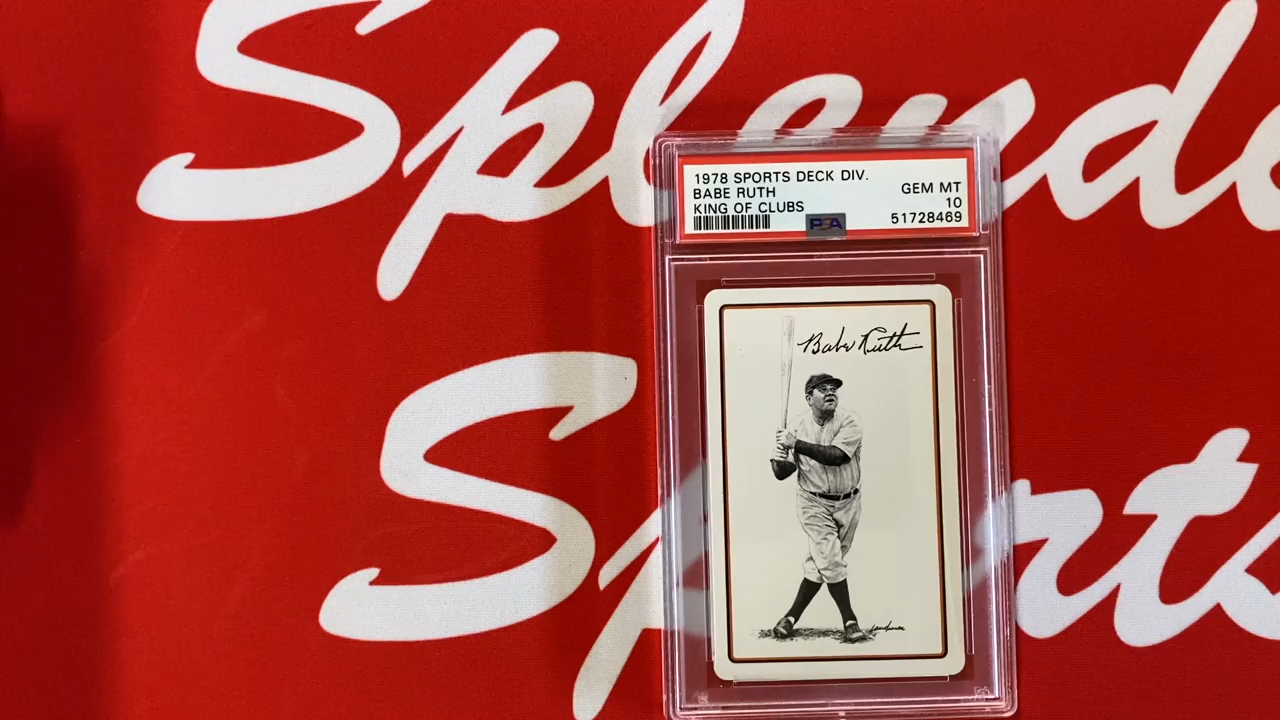 Splend
Sports
1978 SPORTS DECK DIV.
BABE RUTH
KING OF CLUBS
GEM MT
10
51728469
PSA
Babe Ruth